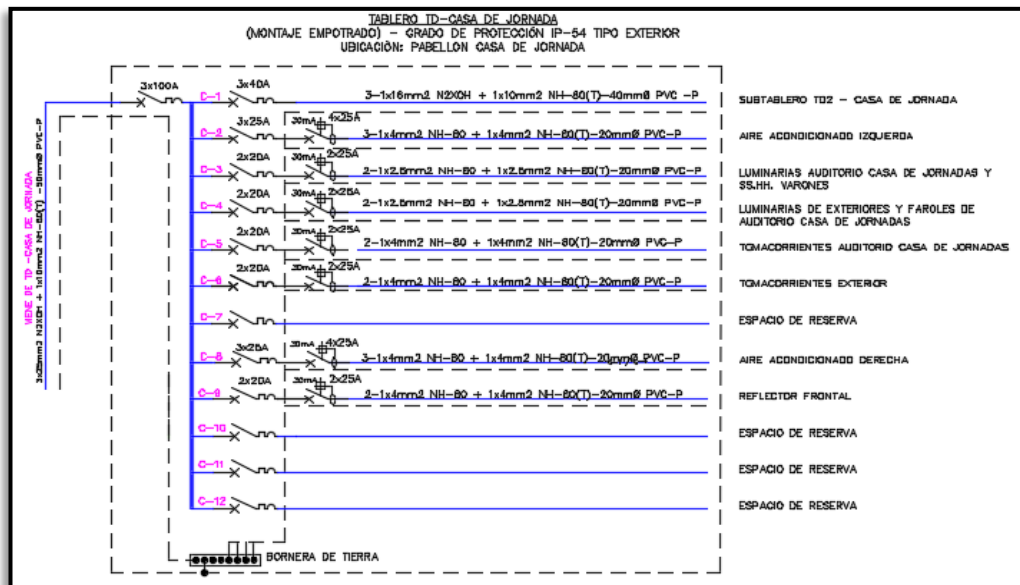 TABLERO TD-CASA DE JORNADA
(MONTAJE EMPOTRADO) - GRADO DE PROTECCIÓN IP-54 TIPO EXTERIOR
UBICACIÓN: PABELLON CASA DE JORNADA
3x100A
C-1 3x40A 3-1x16mm2 N2XOH + 1x10mm2 NH-80(T)-40mmØ PVC -P SUBTABLERO TD2 - CASA DE JORNADA
C-2 3x25A 30mA 4x25A 3-1x4mm2 NH-80 + 1x4mm2 NH-80(T)-20mmØ PVC-P AIRE ACONDICIONADO IZQUIERDA
C-3 2x20A 30mA 2x25A 2-1x2.5mm2 NH-80 + 1x2.5mm2 NH-80(T)-20mmØ PVC-P LUMINARIAS AUDITORIO CASA DE JORNADAS Y
SS.HH. VARONES
C-4 2x20A 30mA 2x25A 2-1x2.5mm2 NH-80 + 1x2.5mm2 NH-80(T)-20mmØ PVC-P LUMINARIAS DE EXTERIORES Y FAROLES DE
AUDITORIO CASA DE JORNADAS
C-5 2x20A 30mA 2x25A 2-1x4mm2 NH-80 + 1x4mm2 NH-80(T)-20mmØ PVC-P TOMACORRIENTES AUDITORIO CASA DE JORNADAS
C-6 2x20A 30mA 2x25A 2-1x4mm2 NH-80 + 1x4mm2 NH-80(T)-20mmØ PVC-P TOMACORRIENTES EXTERIOR
C-7 ESPACIO DE RESERVA
C-8 3x25A 30mA 4x25A 3-1x4mm2 NH-80 + 1x4mm2 NH-80(T)-20mmØ PVC-P AIRE ACONDICIONADO DERECHA
C-9 2x20A 30mA 2x25A 2-1x4mm2 NH-80 + 1x4mm2 NH-80(T)-20mmØ PVC-P REFLECTOR FRONTAL
C-10 ESPACIO DE RESERVA
C-11 ESPACIO DE RESERVA
C-12 ESPACIO DE RESERVA
VIENE DE TD -CASA DE JORNADA
N2XOH + 1x10mm2 NH-80(T) -50mmØ PVC-P
BORNERA DE TIERRA